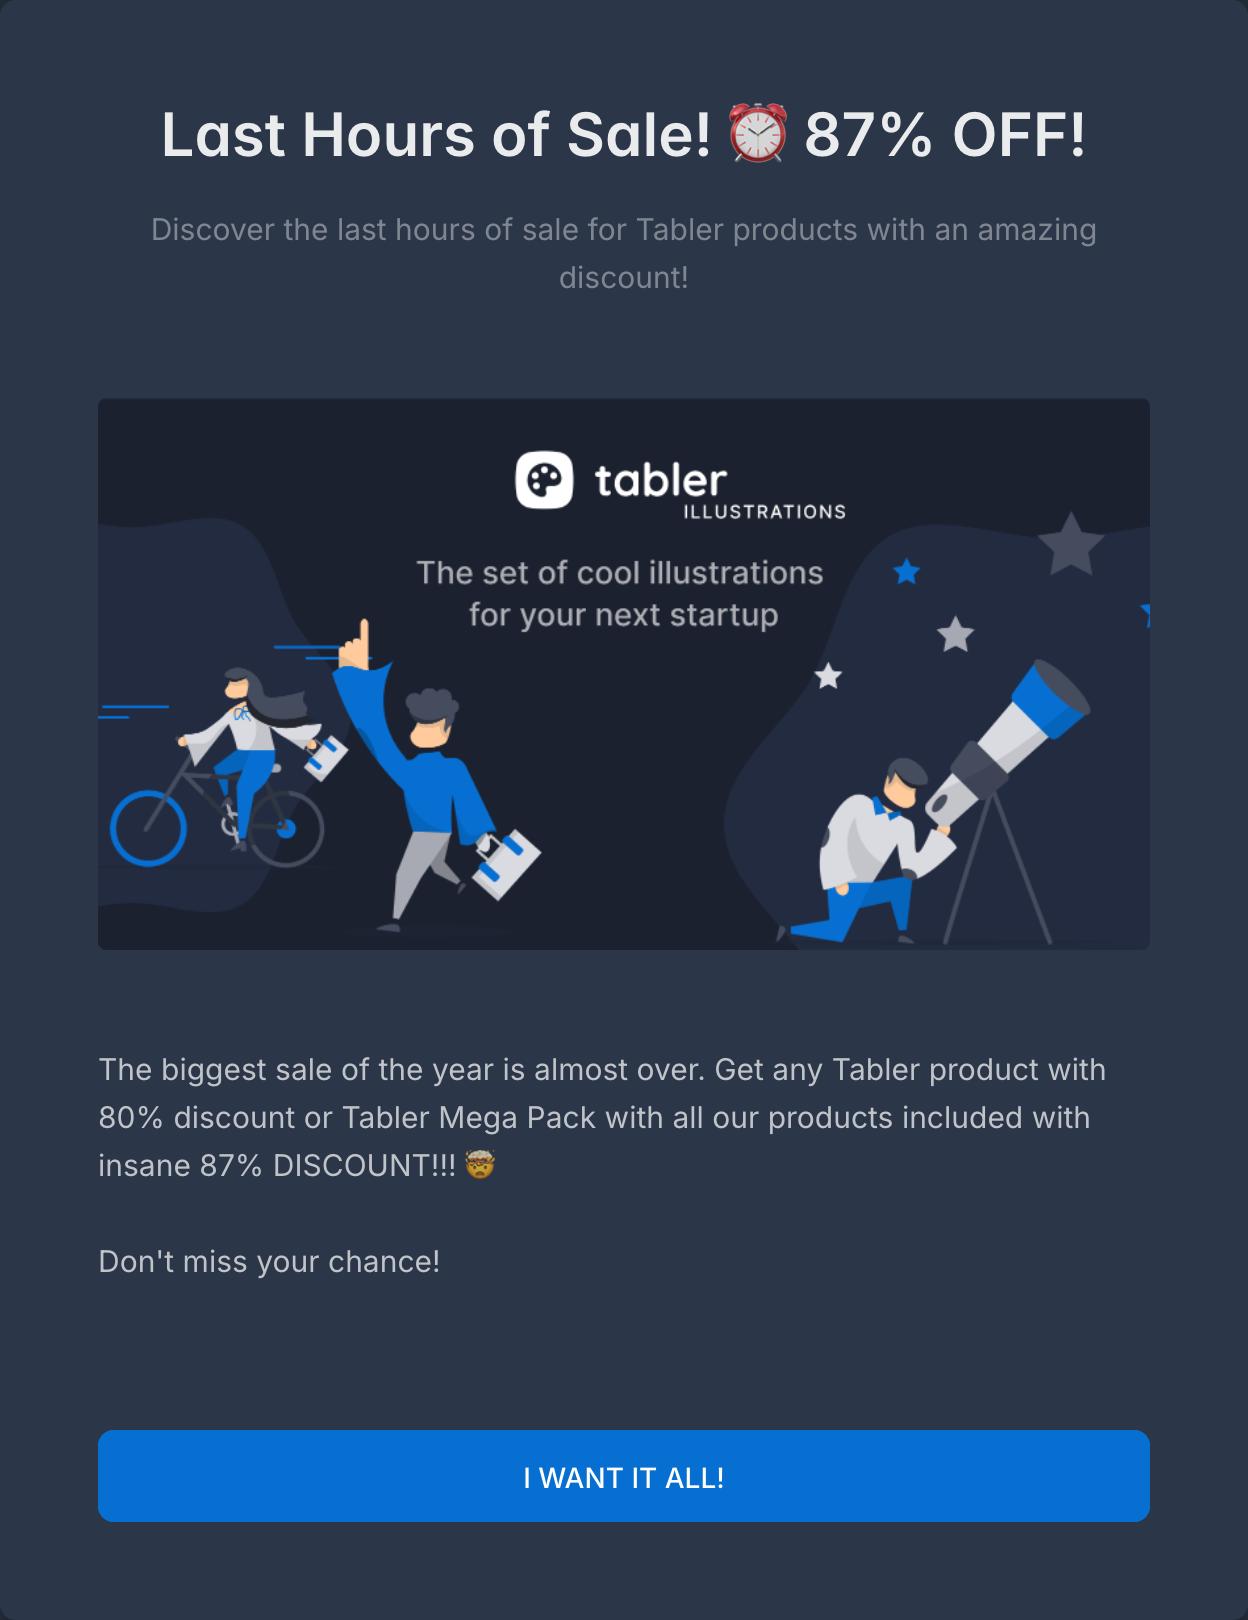 Last Hours of Sale! ⏰ 87% OFF!
Discover the last hours of sale for Tabler products with an amazing
discount!
tabler
ILLUSTRATIONS
The set of cool illustrations
for your next startup
The biggest sale of the year is almost over. Get any Tabler product with
80% discount or Tabler Mega Pack with all our products included with
insane 87% DISCOUNT!!! 🤯
Don't miss your chance!
I WANT IT ALL!